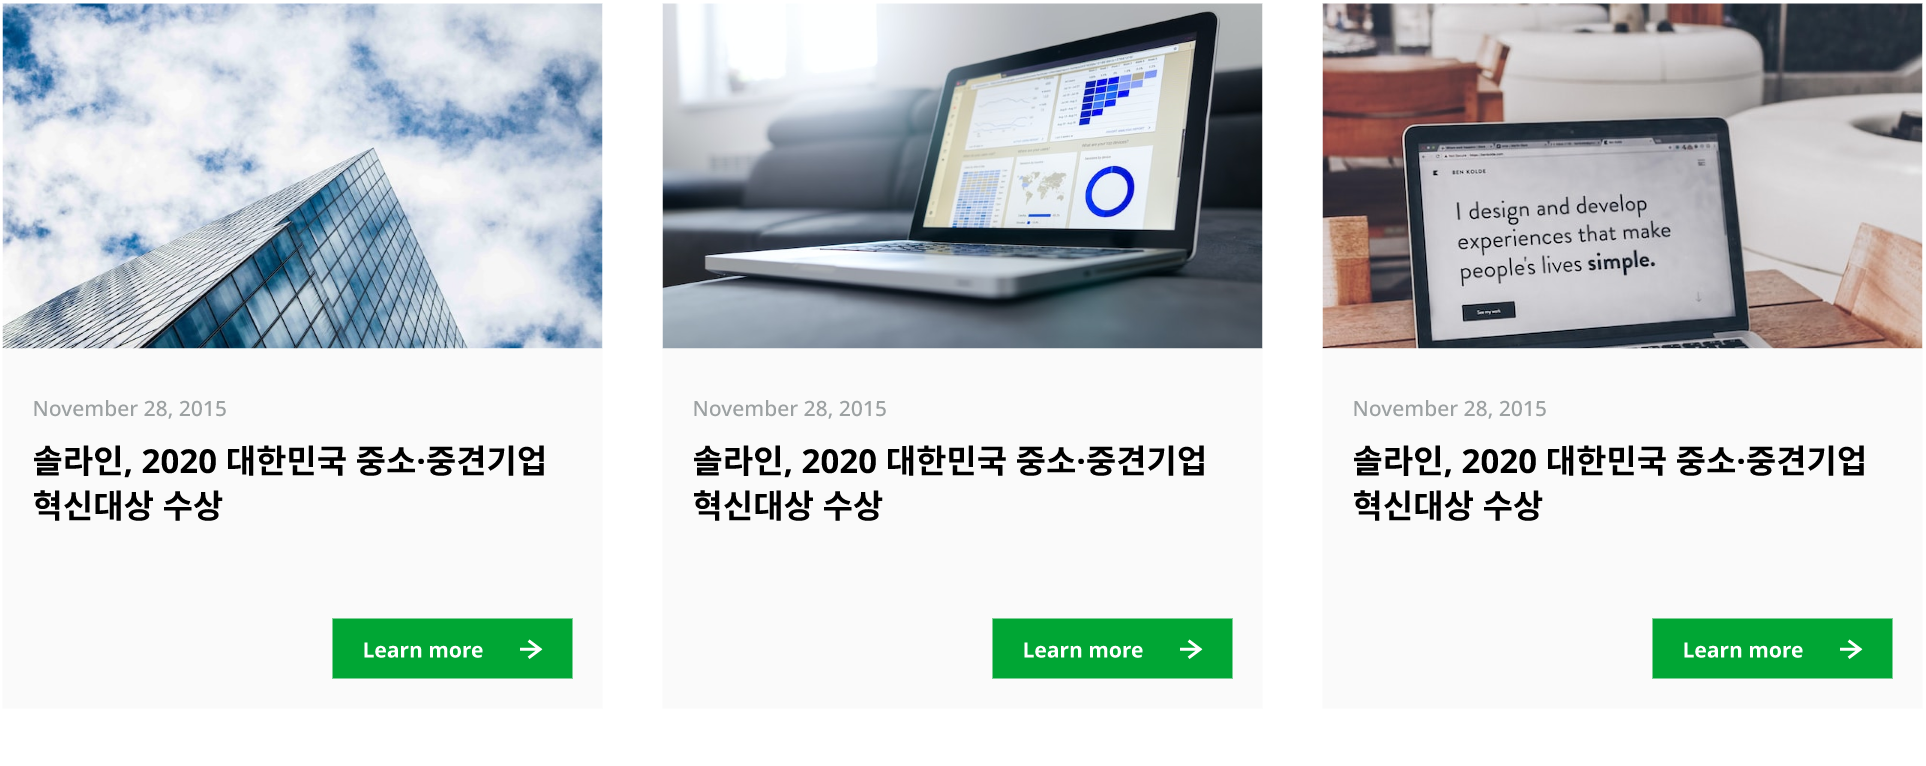 BEN KOLDE
I design and develop
experiences that make
people's lives simple.
See my work
November 28, 2015
솔라인, 2020 대한민국 중소·중견기업
혁신대상 수상
Learn more
November 28, 2015
솔라인, 2020 대한민국 중소·중견기업
혁신대상 수상
Learn more
November 28, 2015
솔라인, 2020 대한민국 중소·중견기업
혁신대상 수상
Learn more